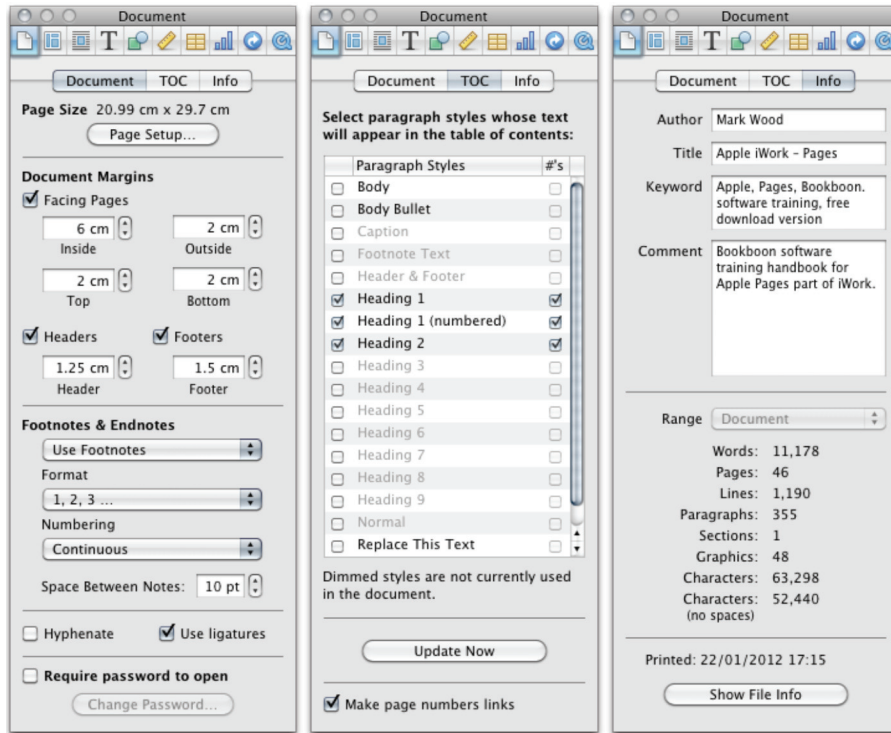 Document
Document TOC Info
Page Size 20.99 cm x 29.7 cm
Page Setup...
Document Margins
Facing Pages
6 cm 2 cm
Inside Outside
2 cm 2 cm
Top Bottom
Headers Footers
1.25 cm 1.5 cm
Header Footer
Footnotes & Endnotes
Use Footnotes
Format
1, 2, 3 ...
Numbering
Continuous
Space Between Notes: 10 pt
Hyphenate Use ligatures
Require password to open
Change Password...
Document
Document TOC Info
Select paragraph styles whose text
will appear in the table of contents:
Paragraph Styles #'s
Body
Body Bullet
Caption
Footnote Text
Header & Footer
Heading 1
Heading 1 (numbered)
Heading 2
Heading 3
Heading 4
Heading 5
Heading 6
Heading 7
Heading 8
Heading 9
Normal
Replace This Text
Dimmed styles are not currently used
in the document.
Update Now
Make page numbers links
Document
Document TOC Info
Author Mark Wood
Title Apple iWork - Pages
Keyword Apple, Pages, Bookboon.
software training, free
download version
Comment Bookboon software
training handbook for
Apple Pages part of iWork.
Range Document
Words: 11,178
Pages: 46
Lines: 1,190
Paragraphs: 355
Sections: 1
Graphics: 48
Characters: 63,298
Characters: 52,440
(no spaces)
Printed: 22/01/2012 17:15
Show File Info